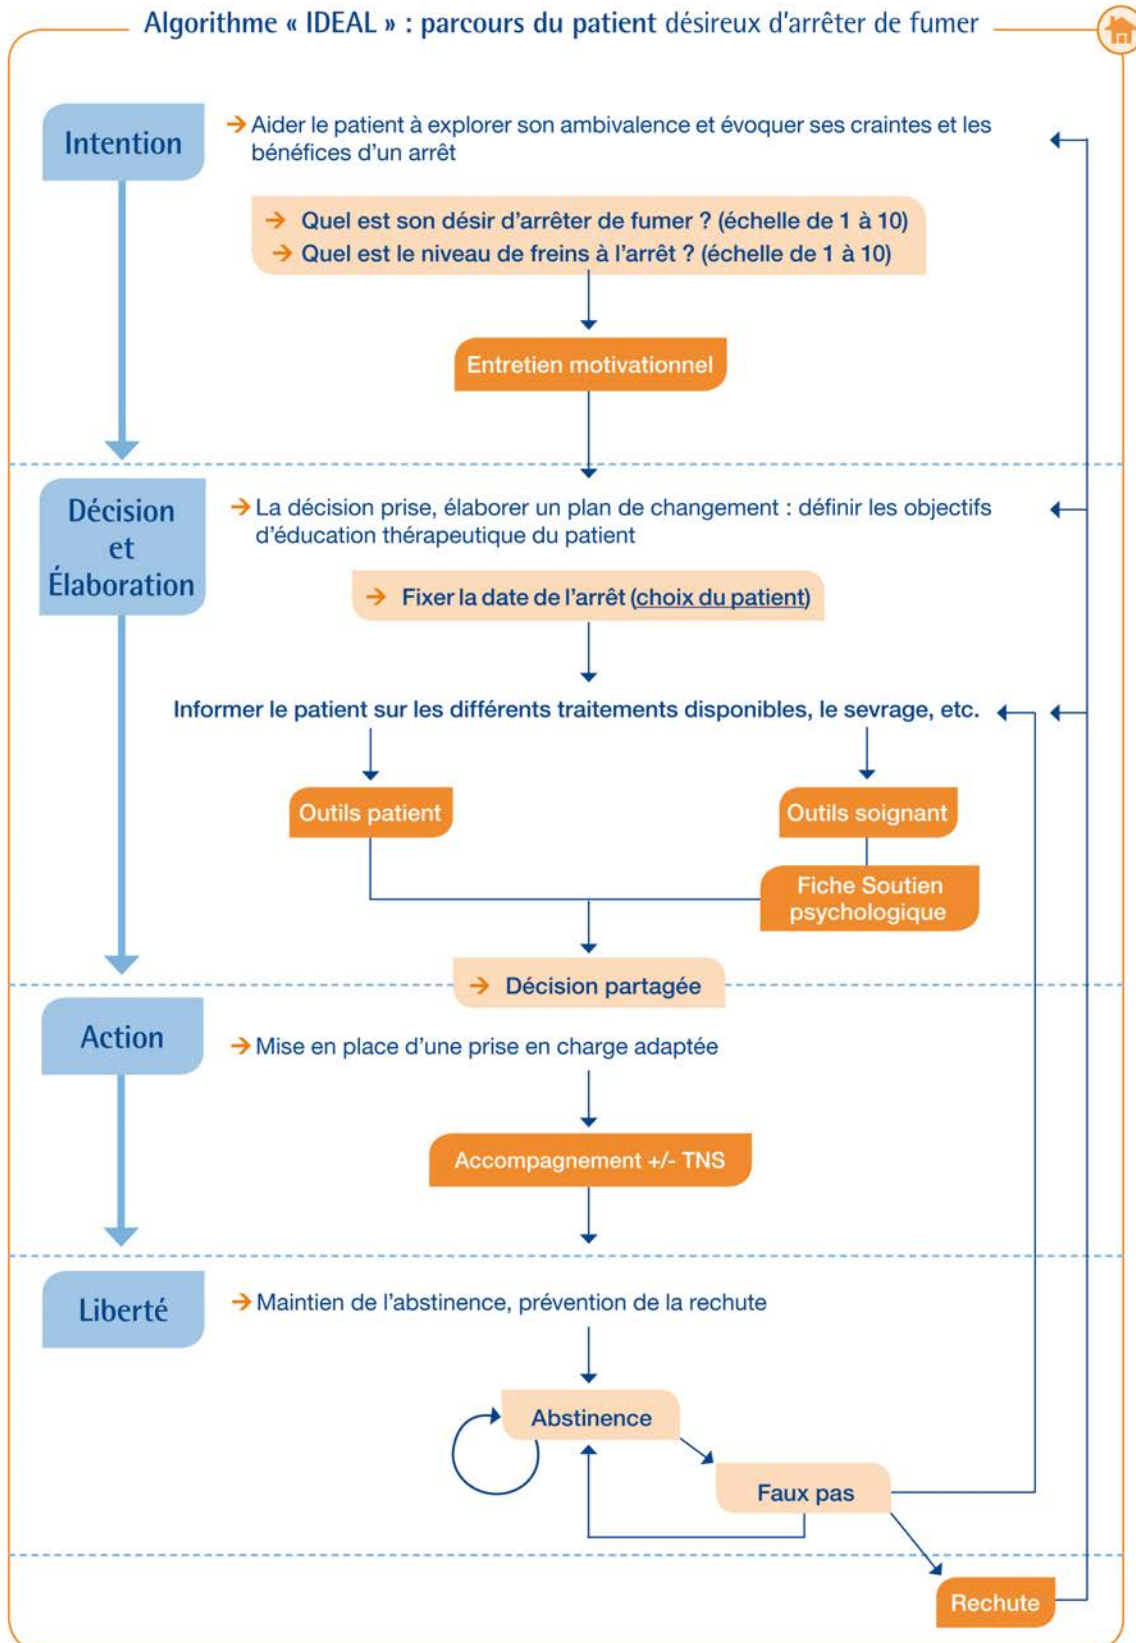 Algorithme « IDEAL » : parcours du patient désireux d'arrêter de fumer
Intention
→ Aider le patient à explorer son ambivalence et évoquer ses craintes et les
bénéfices d'un arrêt
→ Quel est son désir d'arrêter de fumer ? (échelle de 1 à 10)
→ Quel est le niveau de freins à l'arrêt ? (échelle de 1 à 10)
Entretien motivationnel
Décision
et
Élaboration
→ La décision prise, élaborer un plan de changement : définir les objectifs
d'éducation thérapeutique du patient
→ Fixer la date de l'arrêt (choix du patient)
Informer le patient sur les différents traitements disponibles, le sevrage, etc.
Outils patient
Outils soignant
Fiche Soutien
psychologique
→ Décision partagée
Action
→ Mise en place d'une prise en charge adaptée
Accompagnement +/- TNS
Liberté
→ Maintien de l'abstinence, prévention de la rechute
Abstinence
Faux pas
Rechute